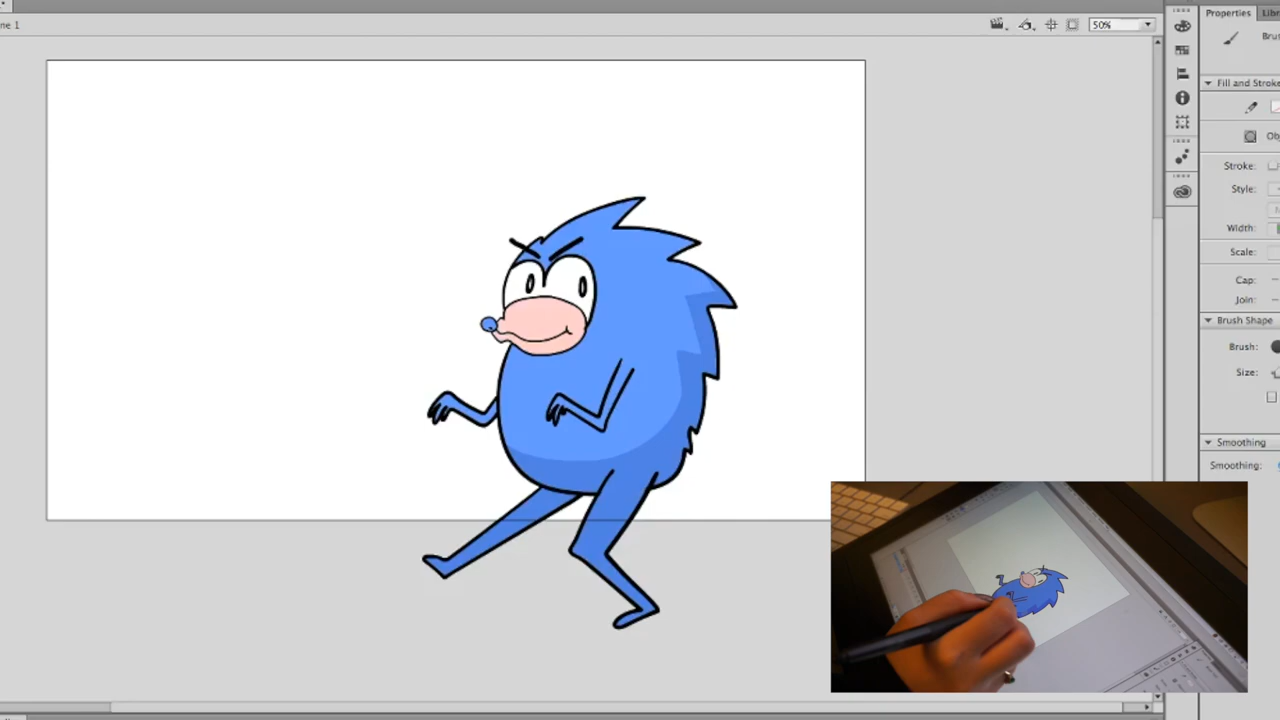 ne 1
50%
Properties
Libr
Brus
Fill and Stroke
Obj
Stroke:
Style:
Width:
Scale:
Cap:
Join:
Brush Shape
Brush:
Size:
Smoothing
Smoothing: